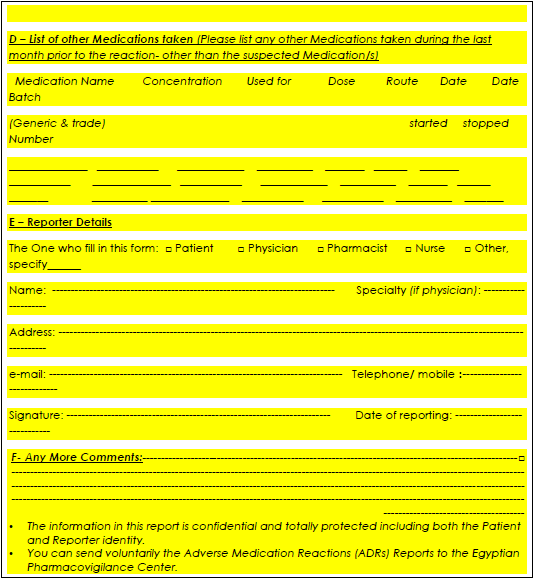 D – List of other Medications taken (Please list any other Medications taken during the last
month prior to the reaction- other than the suspected Medication/s)
Medication Name Concentration Used for Dose Route Date Date
Batch
(Generic & trade) started stopped
Number
______________ ___________ ____________ __________ _______ ______ _______
___________ ______________ ___________ ____________ __________ _______ ______
_______ __________ ______________ ___________ ____________ __________ _______
E – Reporter Details
The One who fill in this form: □ Patient □ Physician □ Pharmacist □ Nurse □ Other,
specify______
Name: ---------------------------------------------------------------------------- Specialty (if physician): -----------
----------
Address: -----------------------------------------------------------------------------------------------------------------------------
----------
e-mail: ------------------------------------------------------------------------------- Telephone/ mobile :----------------
-------------
Signature: ----------------------------------------------------------------------- Date of reporting: ------------------
-----------
F- Any More Comments:-----------------------------------------------------------------------------------------------------□
------------------------------------------------------------------------------------------------------------------------------------------
------------------------------------------------------------------------------------------------------------------------------------------
------------------------------------------------------------------------------------------------------------------------------------------
--------------------------------------
• The information in this report is confidential and totally protected including both the Patient
and Reporter identity.
• You can send voluntarily the Adverse Medication Reactions (ADRs) Reports to the Egyptian
Pharmacovigilance Center.